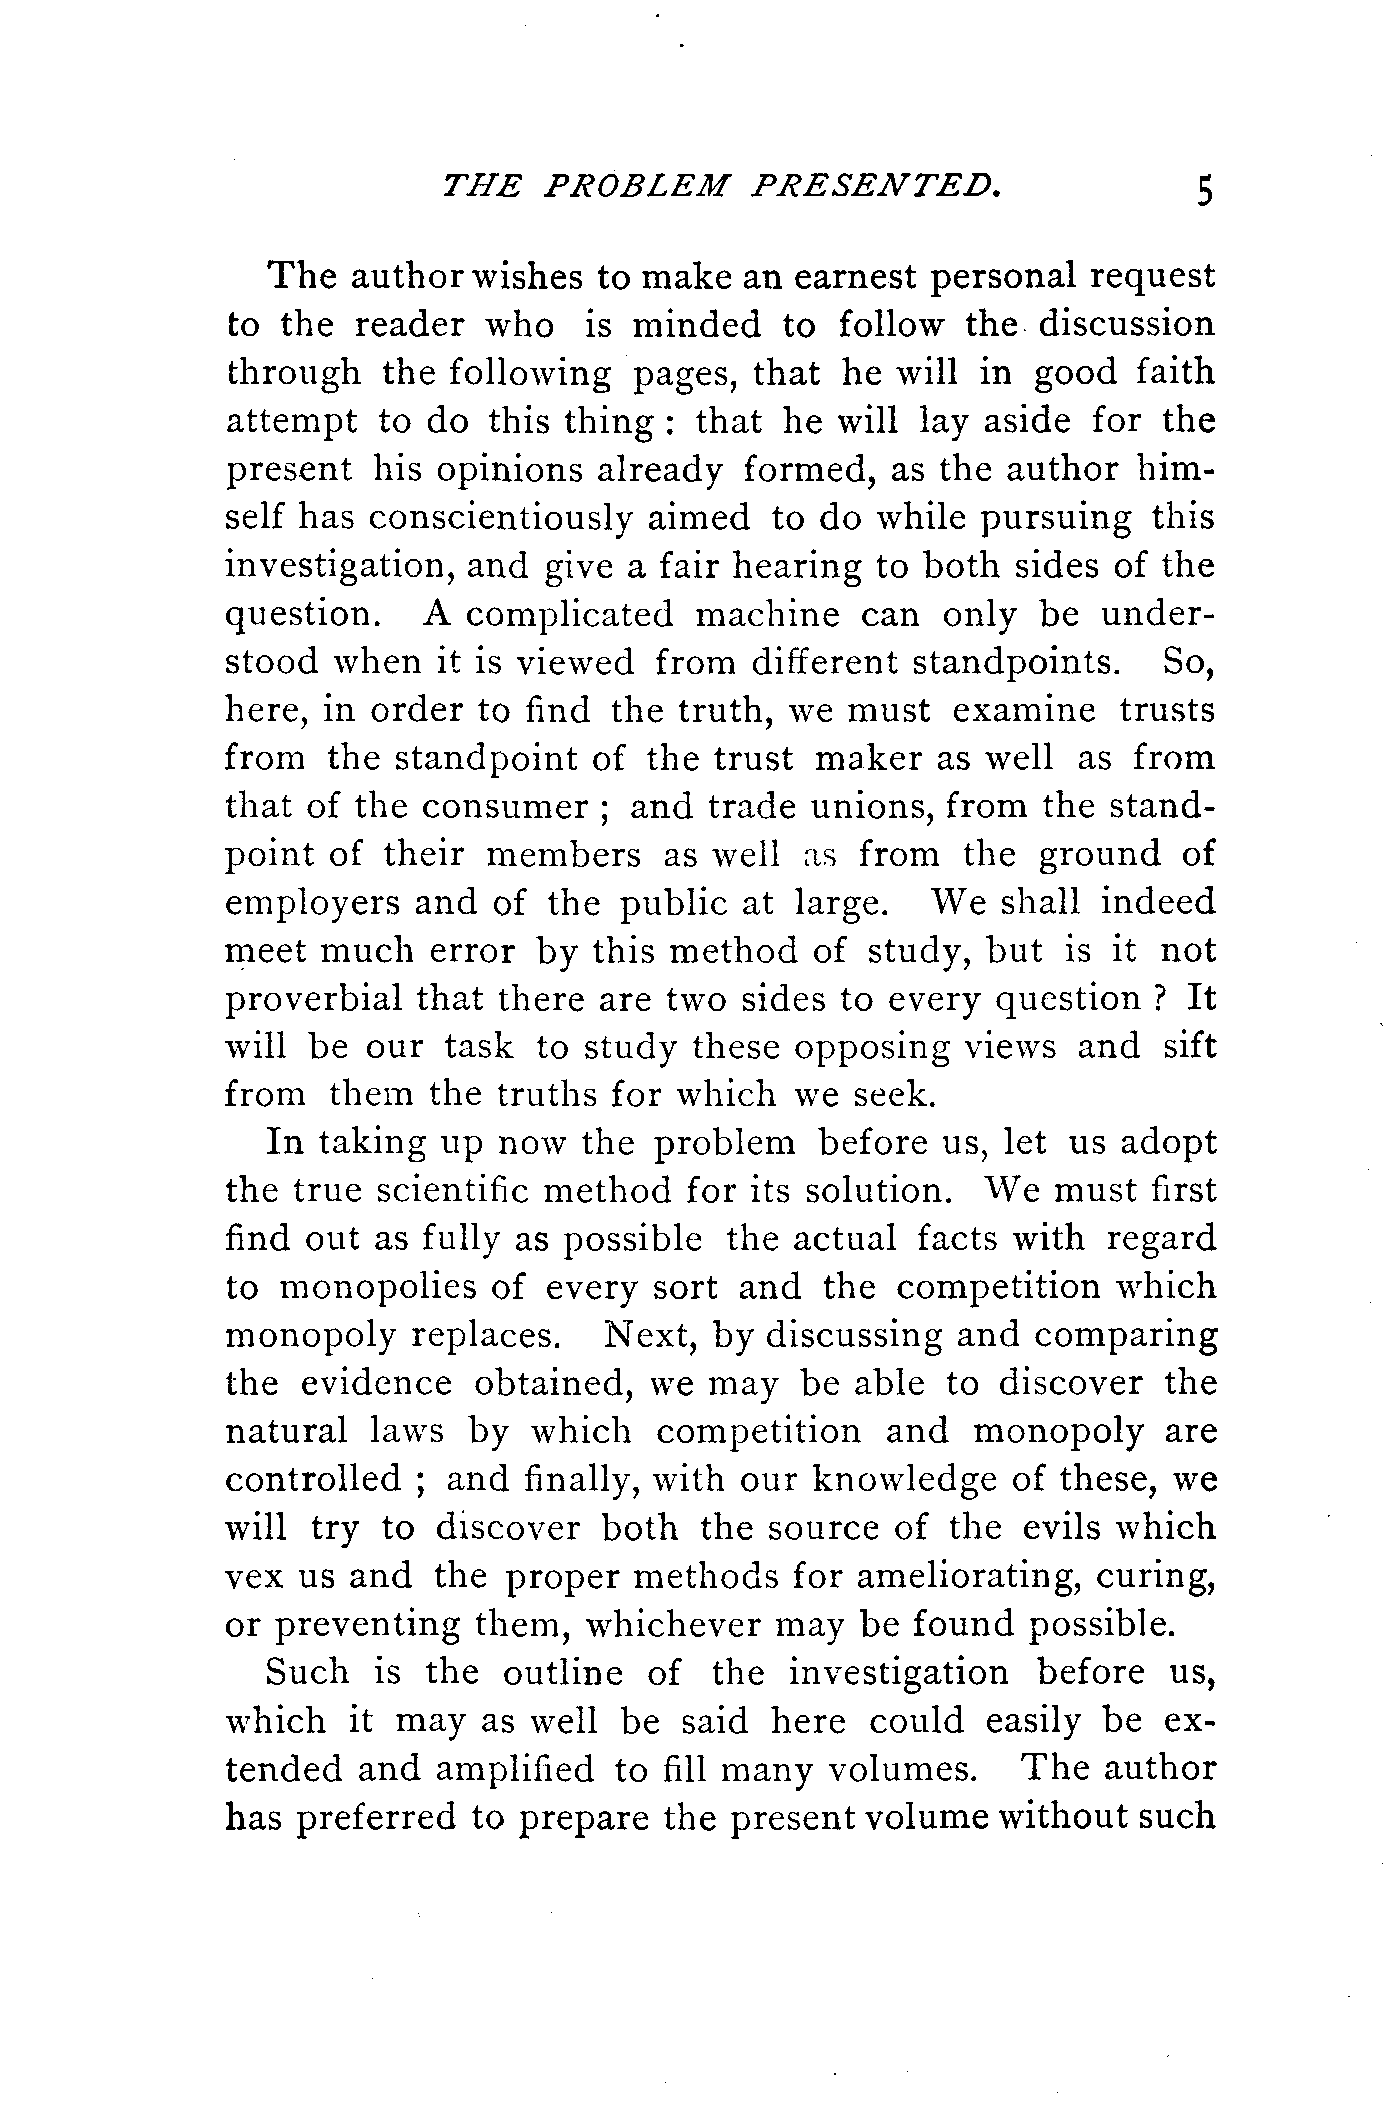 THE PROBLEM PRESENTED. 5
The author wishes to make an earnest personal request
to the reader who is minded to follow the discussion
through the following pages, that he will in good faith
attempt to do this thing : that he will lay aside for the
present his opinions already formed, as the author him-
self has conscientiously aimed to do while pursuing this
investigation, and give a fair hearing to both sides of the
question. A complicated machine can only be under-
stood when it is viewed from different standpoints. So,
here, in order to find the truth, we must examine trusts
from the standpoint of the trust maker as well as from
that of the consumer ; and trade unions, from the stand-
point of their members as well as from the ground of
employers and of the public at large. We shall indeed
meet much error by this method of study, but is it not
proverbial that there are two sides to every question ? It
will be our task to study these opposing views and sift
from them the truths for which we seek.
In taking up now the problem before us, let us adopt
the true scientific method for its solution. We must first
find out as fully as possible the actual facts with regard
to monopolies of every sort and the competition which
monopoly replaces. Next, by discussing and comparing
the evidence obtained, we may be able to discover the
natural laws by which competition and monopoly are
controlled ; and finally, with our knowledge of these, we
will try to discover both the source of the evils which
vex us and the proper methods for ameliorating, curing,
or preventing them, whichever may be found possible.
Such is the outline of the investigation before us,
which it may as well be said here could easily be ex-
tended and amplified to fill many volumes. The author
has preferred to prepare the present volume without such